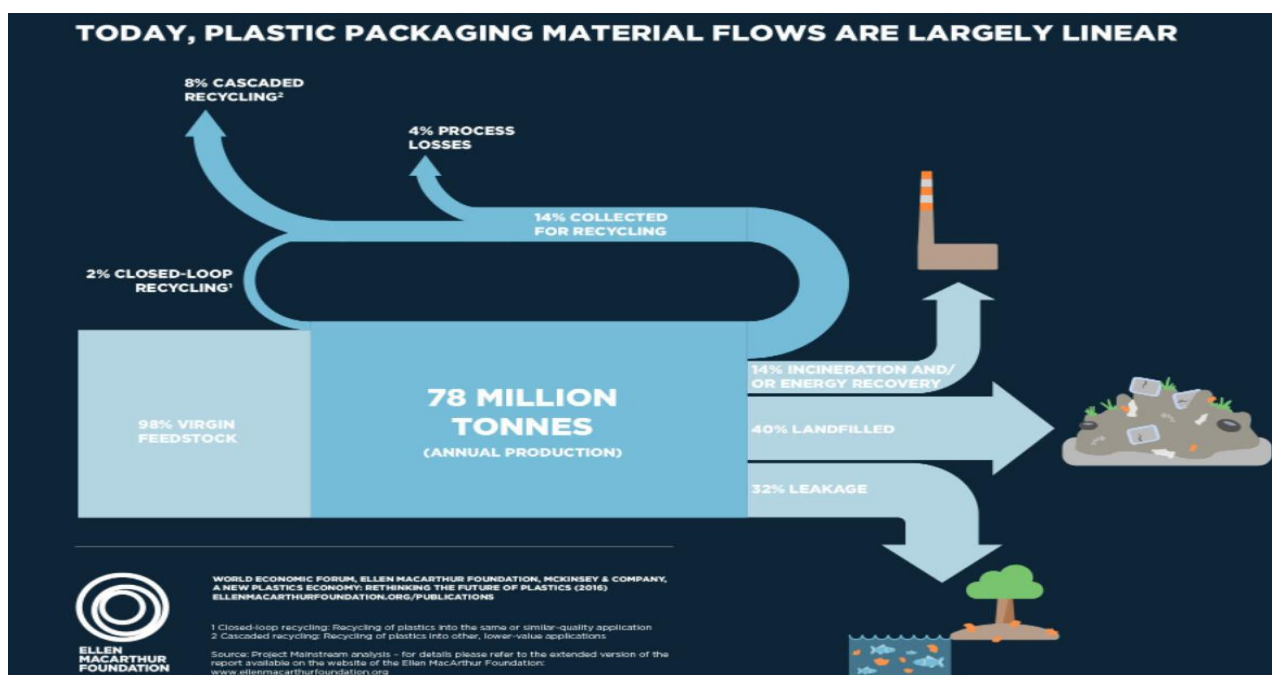 TODAY, PLASTIC PACKAGING MATERIAL FLOWS ARE LARGELY LINEAR
8% CASCADED
RECYCLING²
4% PROCESS
LOSSES
14% COLLECTED
FOR RECYCLING
2% CLOSED-LOOP
RECYCLING¹
98% VIRGIN
FEEDSTOCK
78 MILLION
TONNES
(ANNUAL PRODUCTION)
14% INCINERATION AND/
OR ENERGY RECOVERY
40% LANDFILLED
32% LEAKAGE
ELLEN
MACARTHUR
FOUNDATION
WORLD ECONOMIC FORUM, ELLEN MACARTHUR FOUNDATION, MCKINSEY & COMPANY,
A NEW PLASTICS ECONOMY: RETHINKING THE FUTURE OF PLASTICS (2016)
ELLENMACARTHURFOUNDATION.ORG/PUBLICATIONS
1 Closed-loop recycling: Recycling of plastics into the same or similar-quality application
2 Cascaded recycling: Recycling of plastics into other, lower-value applications
Source: Project Mainstream analysis – for details please refer to the extended version of the
report available on the website of the Ellen MacArthur Foundation:
www.ellenmacarthurfoundation.org